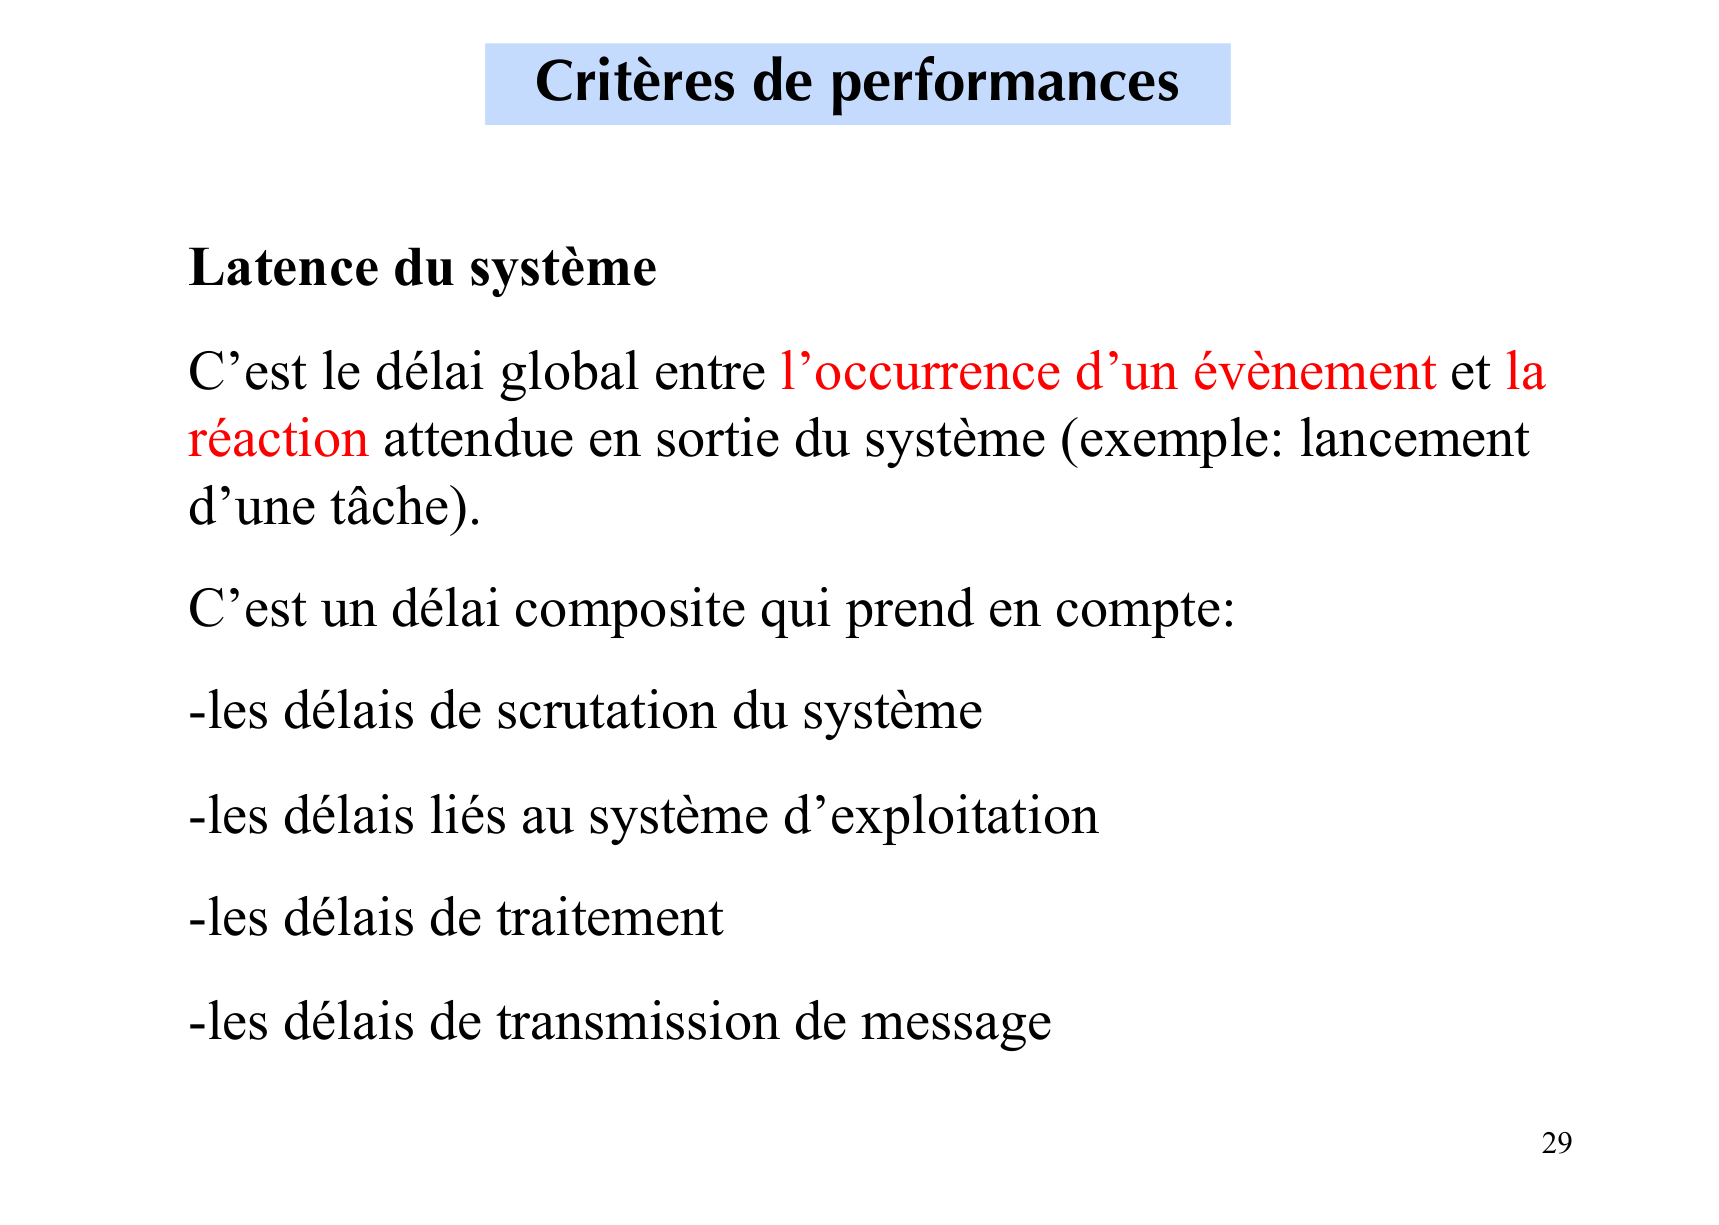 Critères de performances
Latence du système
C’est le délai global entre l’occurrence d’un évènement et la
réaction attendue en sortie du système (exemple: lancement
d’une tâche).
C’est un délai composite qui prend en compte:
-les délais de scrutation du système
-les délais liés au système d’exploitation
-les délais de traitement
-les délais de transmission de message
29